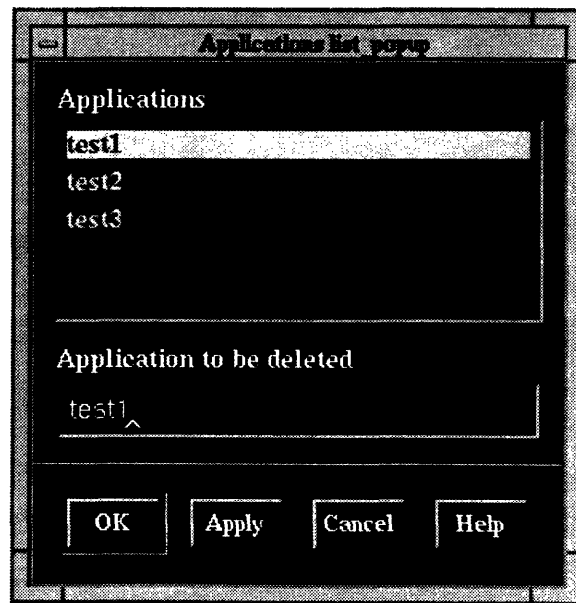 Applications list popup
Applications
test1
test2
test3
Application to be deleted
test1
OK Apply Cancel Help